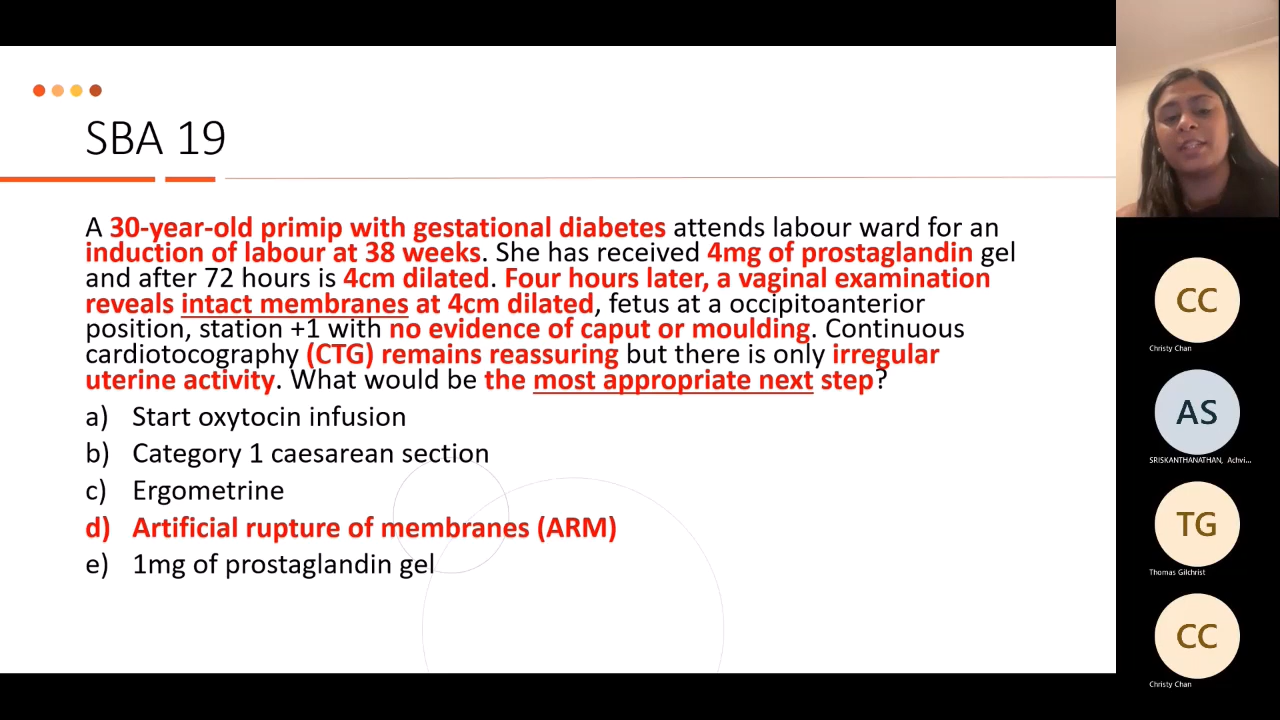 SBA 19
A 30-year-old primip with gestational diabetes attends labour ward for an
induction of labour at 38 weeks. She has received 4mg of prostaglandin gel
and after 72 hours is 4cm dilated. Four hours later, a vaginal examination
reveals intact membranes at 4cm dilated, fetus at a occipitoanterior
position, station +1 with no evidence of caput or moulding. Continuous
cardiotocography (CTG) remains reassuring but there is only irregular
uterine activity. What would be the most appropriate next step?
a) Start oxytocin infusion
b) Category 1 caesarean section
c) Ergometrine
d) Artificial rupture of membranes (ARM)
e) 1mg of prostaglandin gel
CC
Christy Chan
AS
SRISKANTHANATHAN, Achvi...
TG
Thomas Gilchrist
CC
Christy Chan